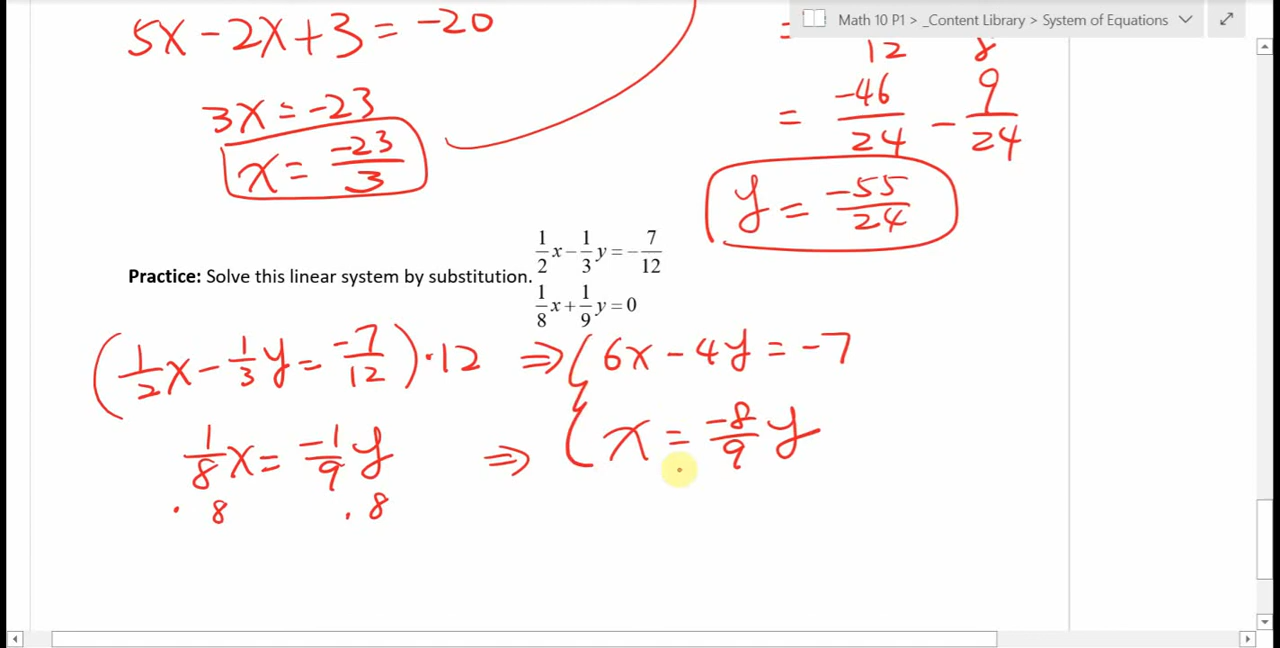 Math 10 P1 > _Content Library > System of Equations
5x - 2x + 3 = -20
3x = -23
x = -23/3
= 12 8
= -46/24 - 9/24
y = -55/24
Practice: Solve this linear system by substitution.
1/2 x - 1/3 y = -7/12
1/8 x + 1/9 y = 0
(1/2 x - 1/3 y = -7/12) · 12 ⇒ { 6x - 4y = -7
1/8 x = -1/9 y ⇒ x = -8/9 y
· 8 . 8